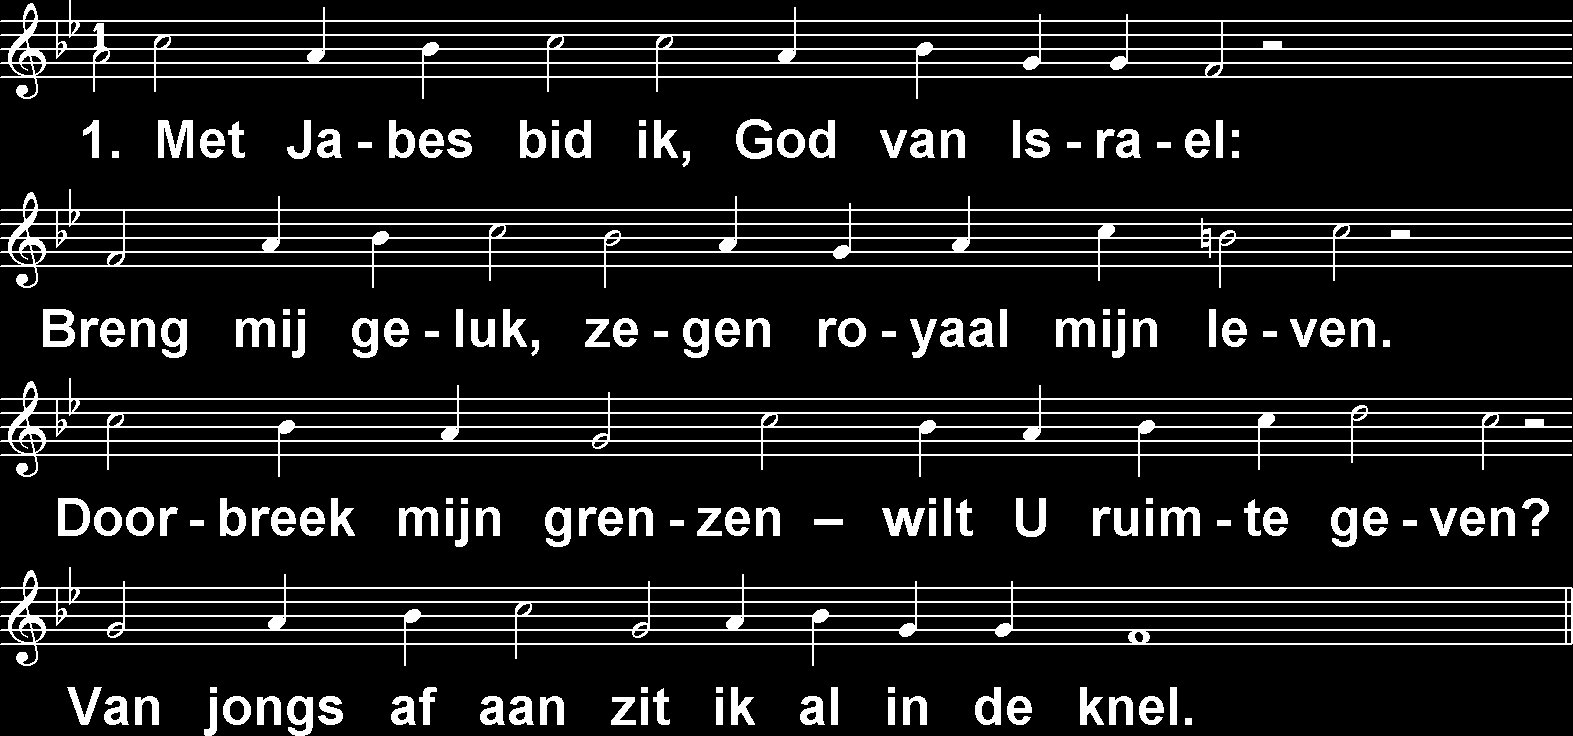 1. Met Ja - bes bid ik, God van Is - ra - el:
Breng mij ge - luk, ze - gen ro - yaal mijn le - ven.
Door - breek mijn gren - zen – wilt U ruim - te ge - ven?
Van jongs af aan zit ik al in de knel.